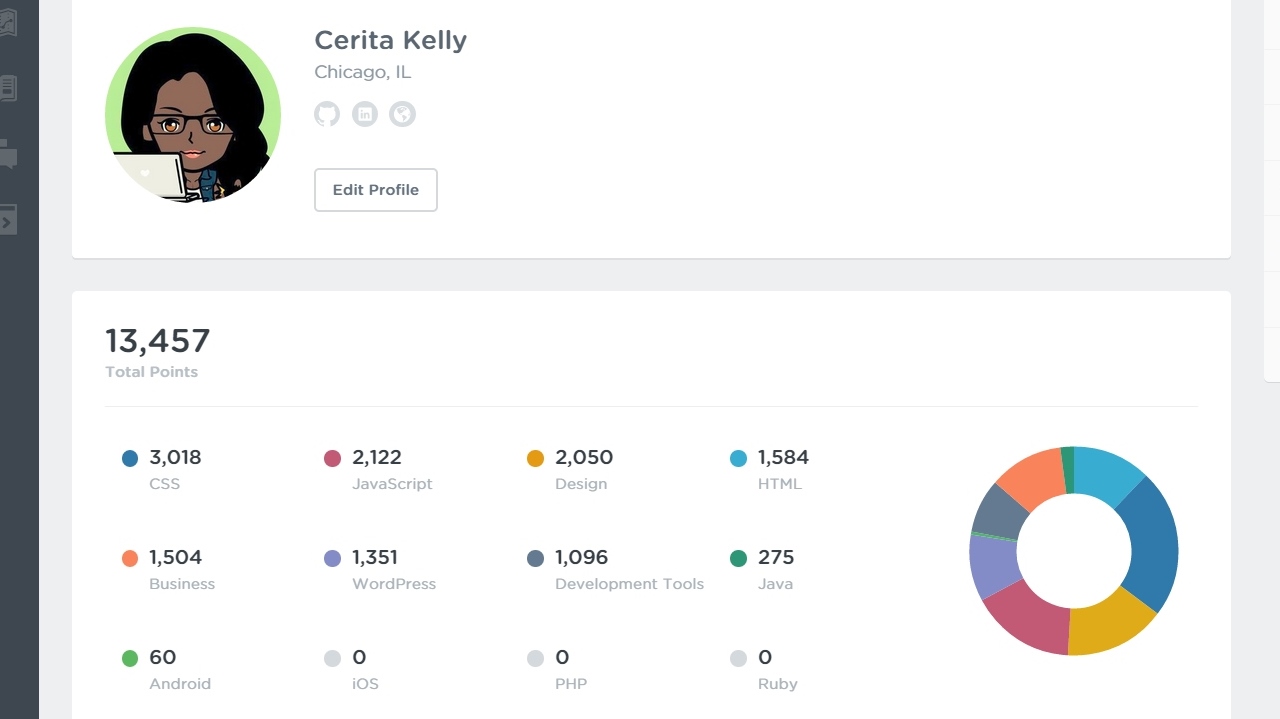 Cerita Kelly
Chicago, IL
in
Edit Profile
13,457
Total Points
3,018
CSS
2,122
JavaScript
2,050
Design
1,584
HTML
1,504
Business
1,351
WordPress
1,096
Development Tools
275
Java
60
Android
0
iOS
0
PHP
0
Ruby